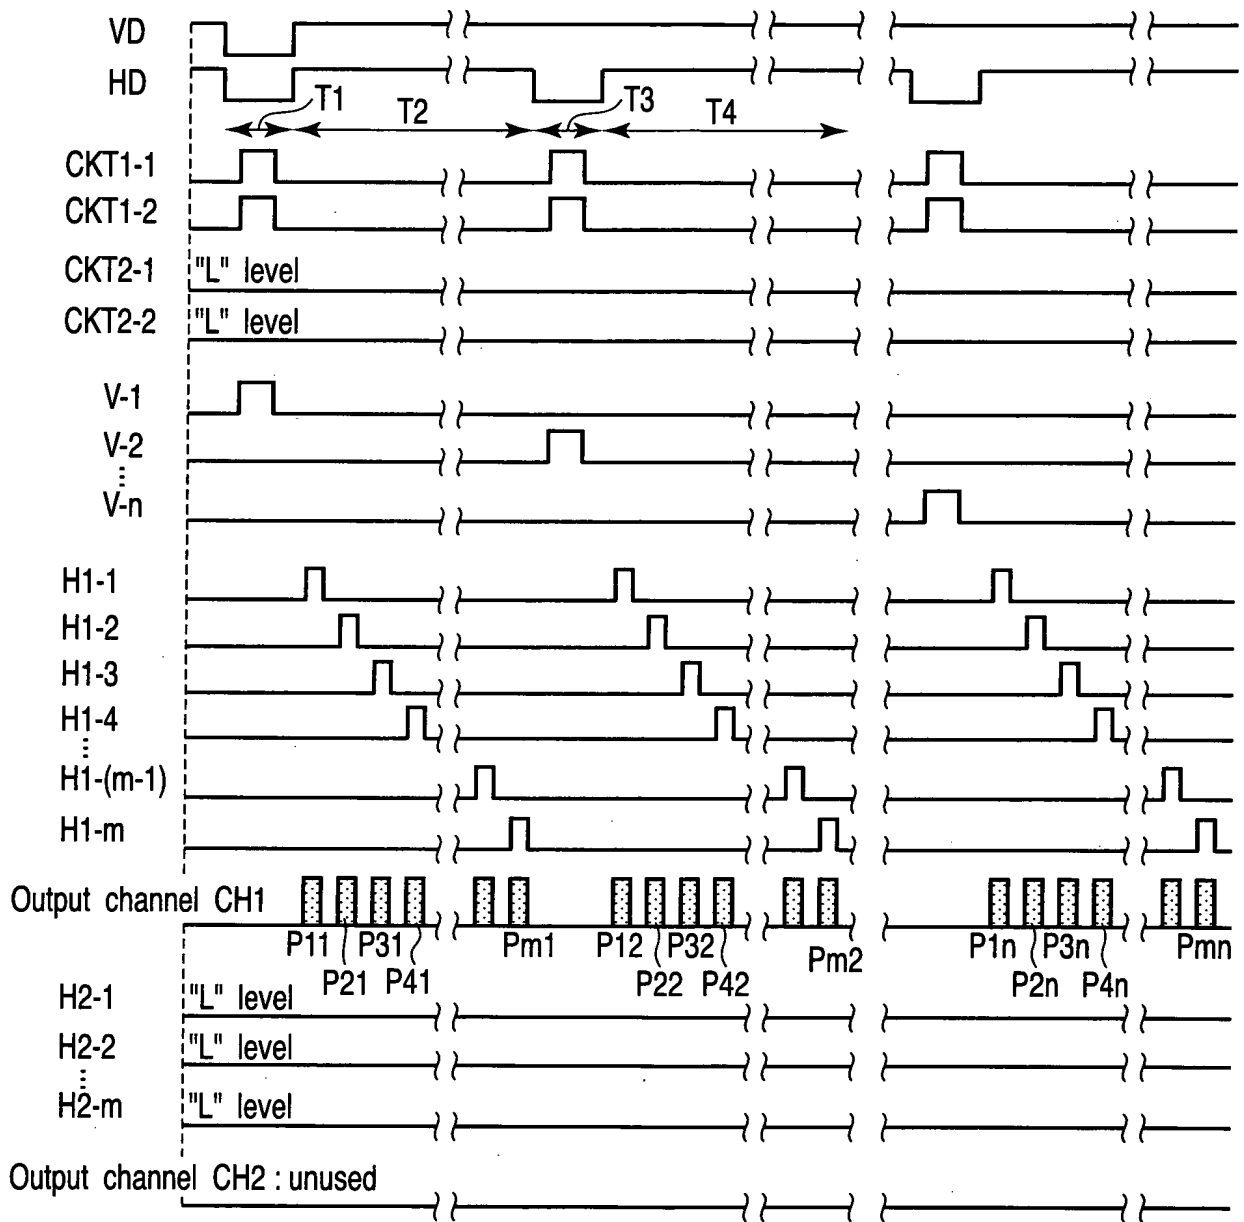 VD
HD
T1
T2
T3
T4
CKT1-1
CKT1-2
CKT2-1 "L" level
CKT2-2 "L" level
V-1
V-2
V-n
H1-1
H1-2
H1-3
H1-4
H1-(m-1)
H1-m
Output channel CH1
P11 P31 Pm1 P12 P32 Pm2 P1n P3n Pmn
P21 P41 P22 P42 P2n P4n
H2-1 "L" level
H2-2 "L" level
H2-m "L" level
Output channel CH2 : unused